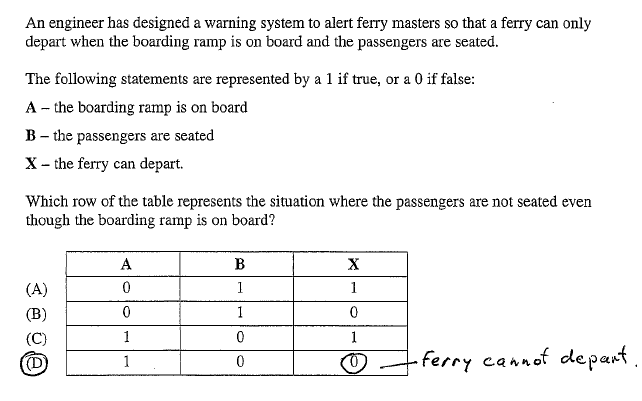 An engineer has designed a warning system to alert ferry masters so that a ferry can only
depart when the boarding ramp is on board and the passengers are seated.
The following statements are represented by a 1 if true, or a 0 if false:
A – the boarding ramp is on board
B – the passengers are seated
X – the ferry can depart.
Which row of the table represents the situation where the passengers are not seated even
though the boarding ramp is on board?
A B X
(A) 0 1 1
(B) 0 1 0
(C) 1 0 1
(D) 1 0 0 – ferry cannot depart.